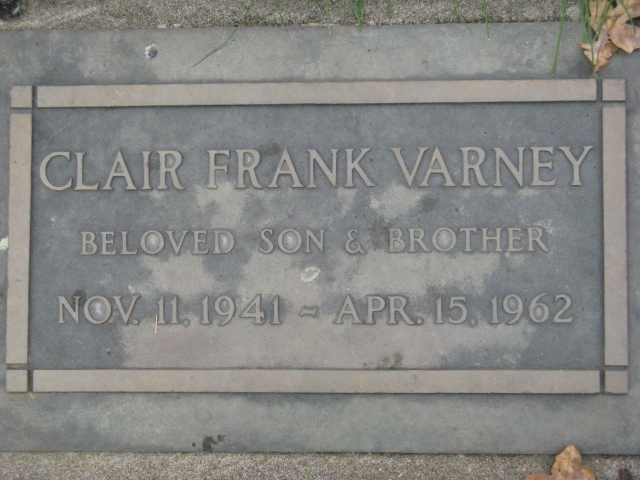 CLAIR FRANK VARNEY
BELOVED SON & BROTHER
NOV. 11, 1941 ~ APR. 15, 1962